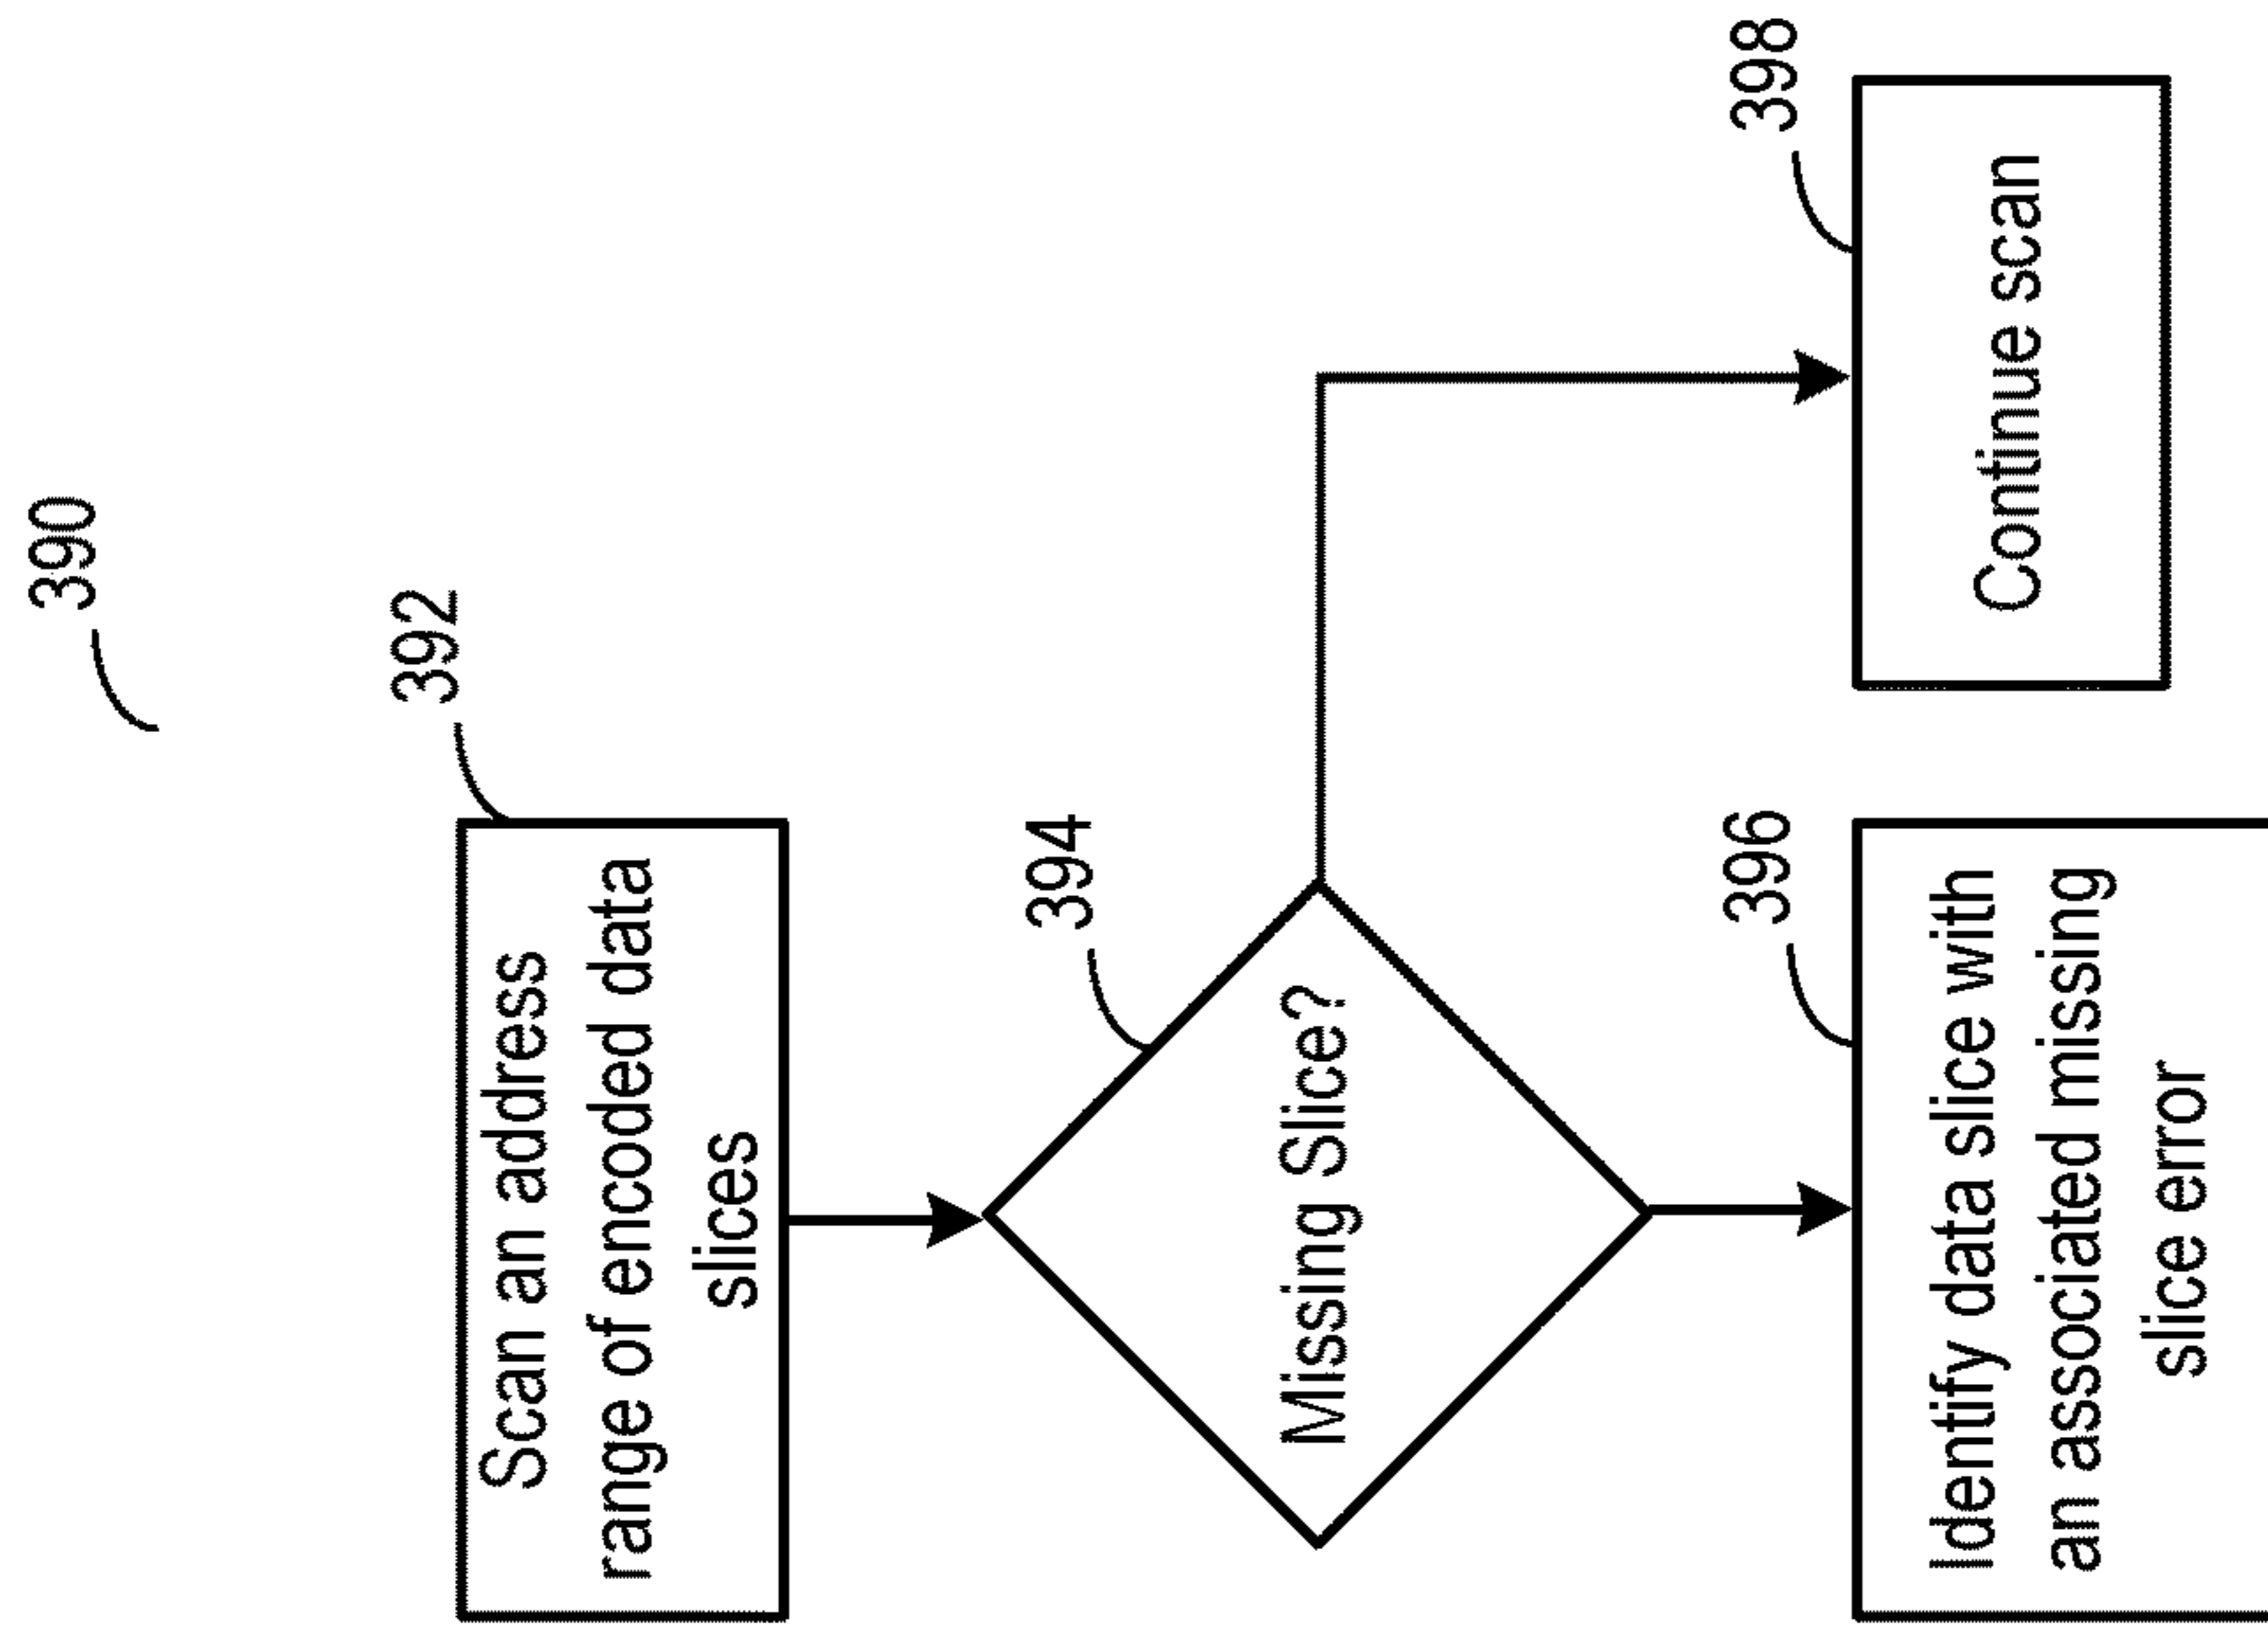 390
392
Scan an address
range of encoded data
slices
394
Missing Slice?
398
Continue scan
396
Identify data slice with
an associated missing
slice error